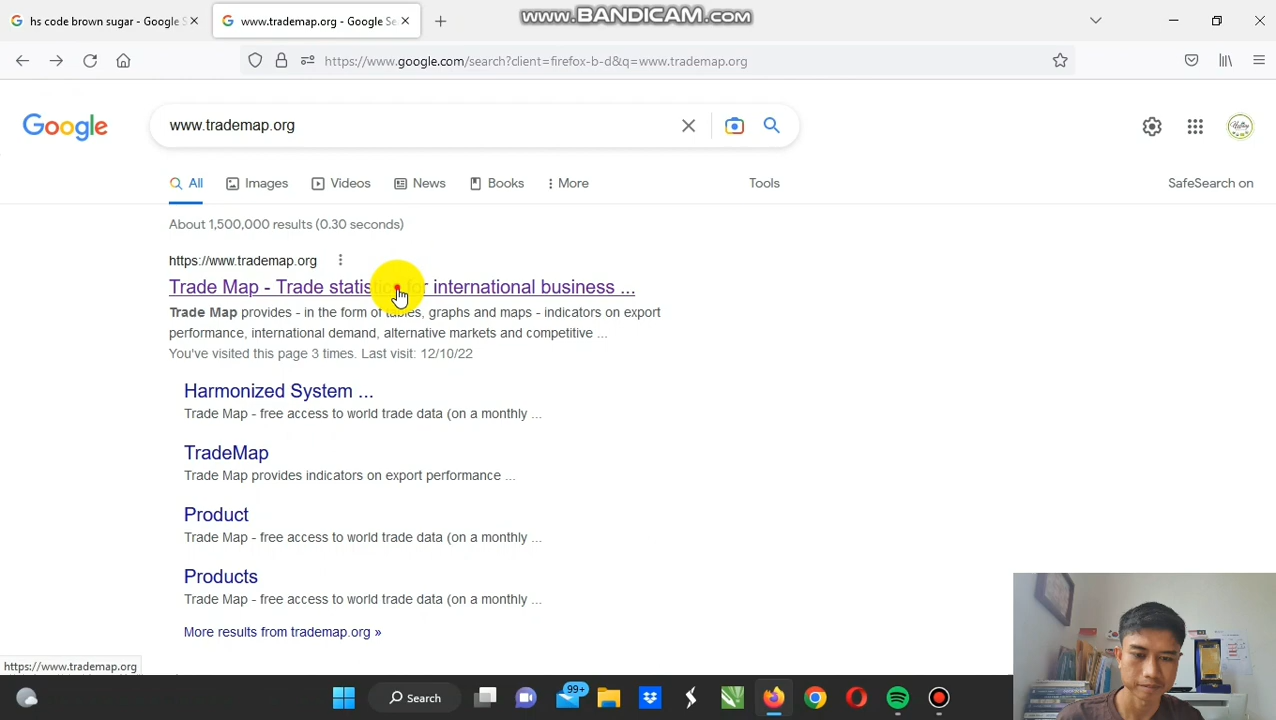 hs code brown sugar - Google S
www.trademap.org - Google Se
www.BANDICAM.com
https://www.google.com/search?client=firefox-b-d&q=www.trademap.org
Google
www.trademap.org
All
Images
Videos
News
Books
More
Tools
SafeSearch on
About 1,500,000 results (0.30 seconds)
https://www.trademap.org
Trade Map - Trade statistics for international business ...
Trade Map provides - in the form of tables, graphs and maps - indicators on export
performance, international demand, alternative markets and competitive ...
You've visited this page 3 times. Last visit: 12/10/22
Harmonized System ...
Trade Map - free access to world trade data (on a monthly ...
TradeMap
Trade Map provides indicators on export performance ...
Product
Trade Map - free access to world trade data (on a monthly ...
Products
Trade Map - free access to world trade data (on a monthly ...
More results from trademap.org »
https://www.trademap.org
Search
99+